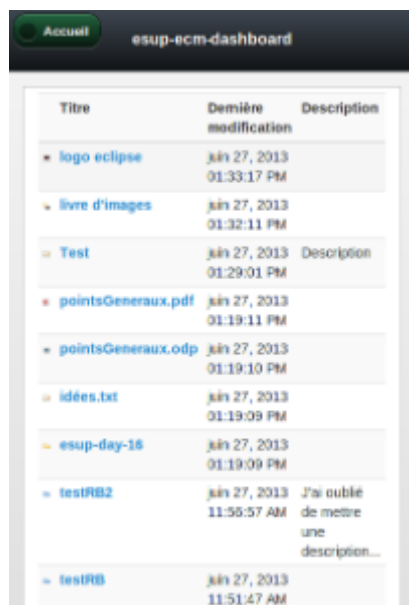 Accueil
esup-ecm-dashboard
Titre Dernière Description
modification
logo eclipse juin 27, 2013
01:33:17 PM
livre d'images juin 27, 2013
01:32:11 PM
Test juin 27, 2013 Description
01:29:01 PM
pointsGeneraux.pdf juin 27, 2013
01:19:11 PM
pointsGeneraux.odp juin 27, 2013
01:19:10 PM
idées.txt juin 27, 2013
01:19:09 PM
esup-day-16 juin 27, 2013
01:19:09 PM
testRB2 juin 27, 2013 J'ai oublié
11:56:57 AM de mettre
une
description...
testRB juin 27, 2013
11:51:47 AM